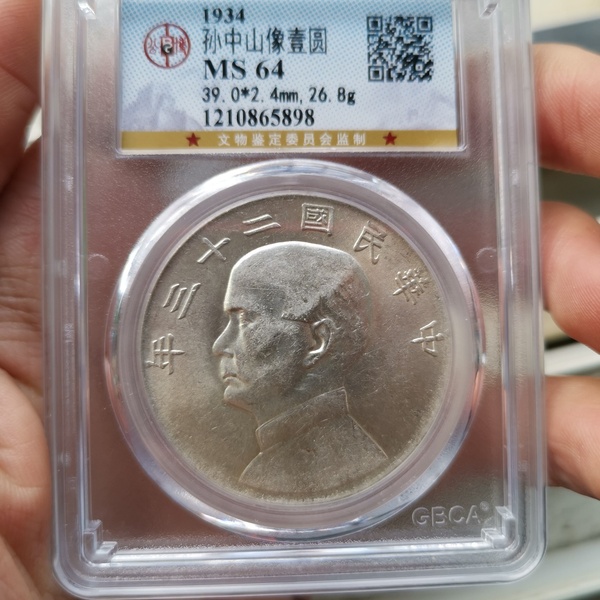 1934
孙中山像壹圆
MS 64
39.0*2.4mm,26.8g
1210865898
★ 文物鉴定委员会监制 ★
年三十二國民華中
GBCA